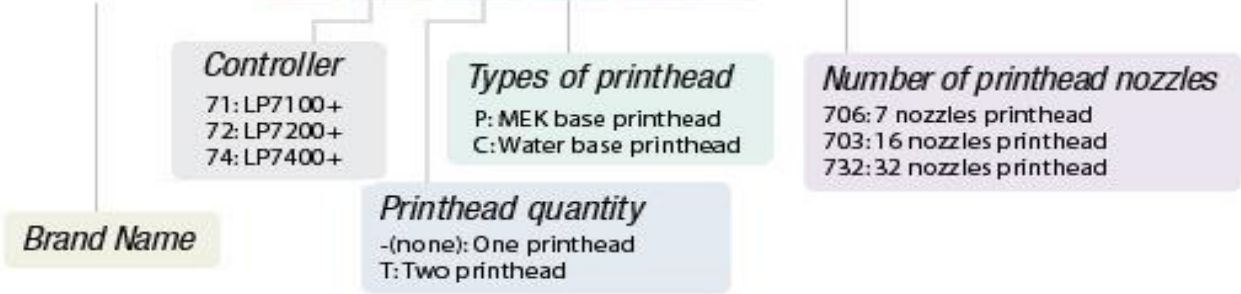 Controller
71: LP7100+
72: LP7200+
74: LP7400+
Types of printhead
P: MEK base printhead
C: Water base printhead
Number of printhead nozzles
706: 7 nozzles printhead
703: 16 nozzles printhead
732: 32 nozzles printhead
Brand Name
Printhead quantity
-(none): One printhead
T: Two printhead